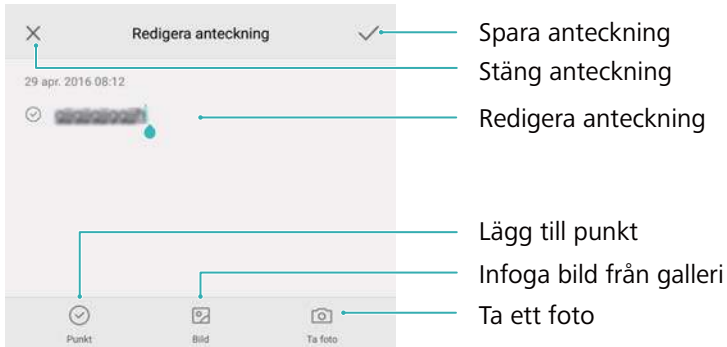 Redigera anteckning
Spara anteckning
Stäng anteckning
29 apr. 2016 08:12
Redigera anteckning
Lägg till punkt
Infoga bild från galleri
Ta ett foto
Punkt
Bild
Ta foto